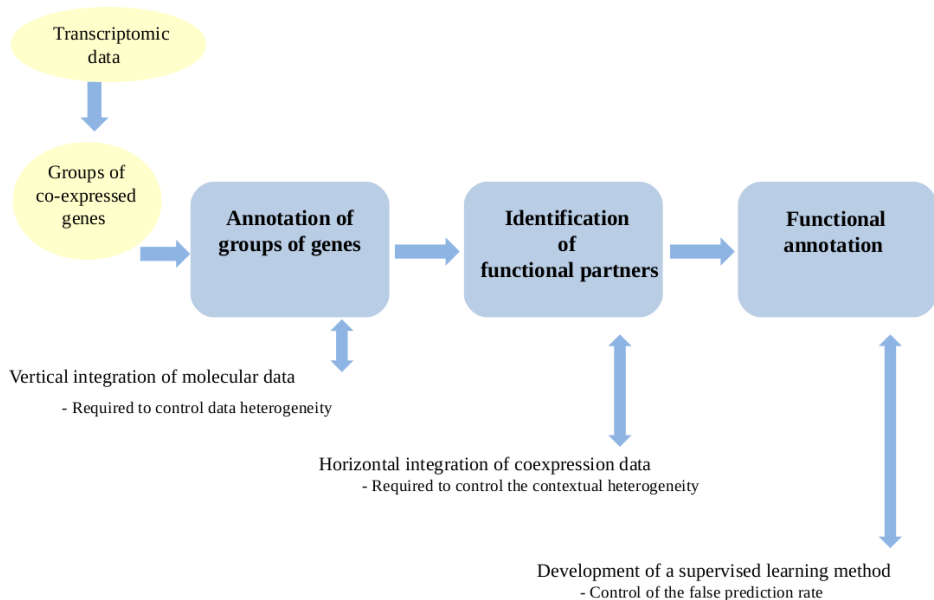 Transcriptomic
data
Groups of
co-expressed
genes
Annotation of
groups of genes
Identification
of
functional partners
Functional
annotation
Vertical integration of molecular data
- Required to control data heterogeneity
Horizontal integration of coexpression data
- Required to control the contextual heterogeneity
Development of a supervised learning method
- Control of the false prediction rate